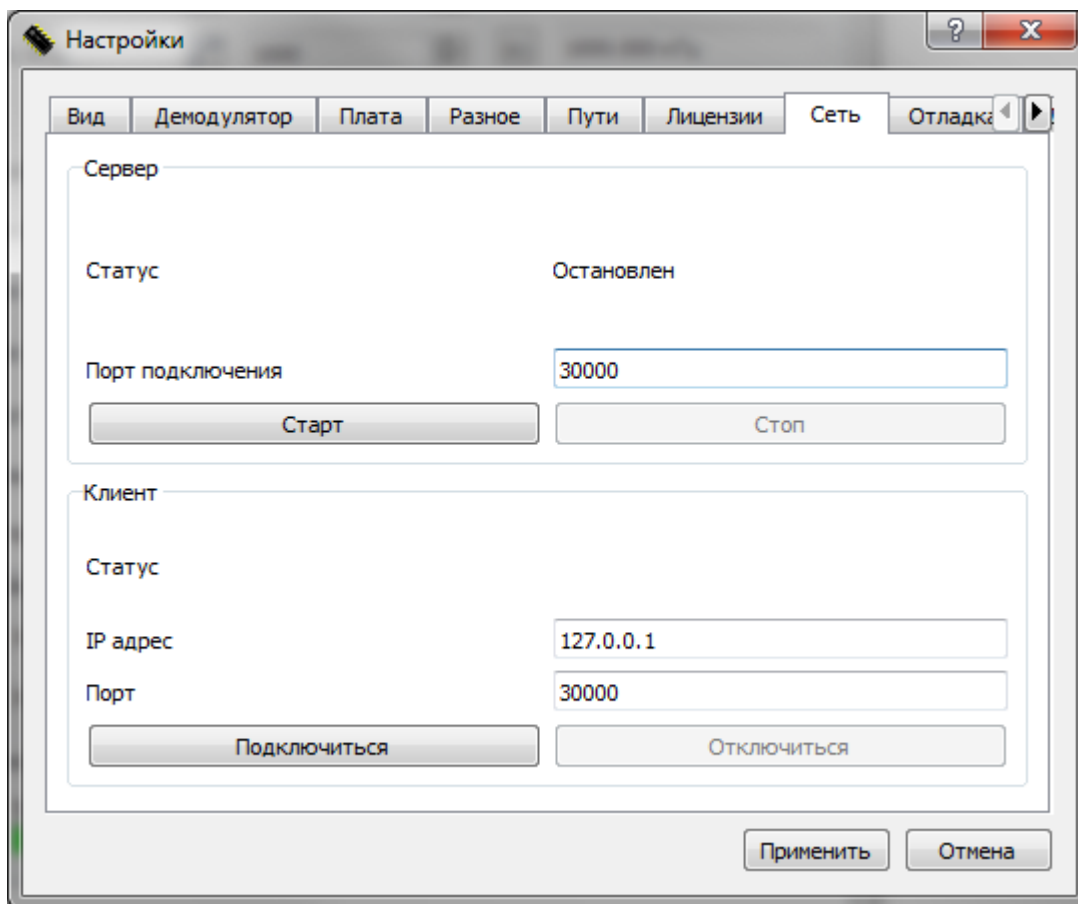 Настройки
Вид Демодулятор Плата Разное Пути Лицензии Сеть Отладка
Сервер
Статус Остановлен
Порт подключения 30000
Старт Стоп
Клиент
Статус
IP адрес 127.0.0.1
Порт 30000
Подключиться Отключиться
Применить Отмена